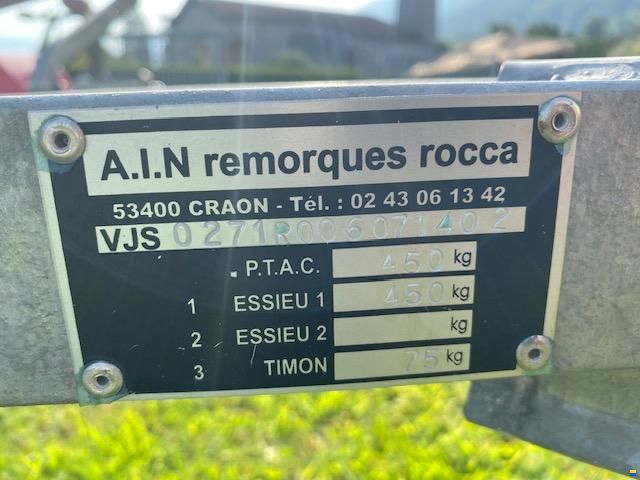 A.I.N remorques rocca
53400 CRAON - Tél. : 02 43 06 13 42
VJS 0271R006071402
P.T.A.C. 450 kg
1 ESSIEU 1 450 kg
2 ESSIEU 2 kg
3 TIMON 75 kg